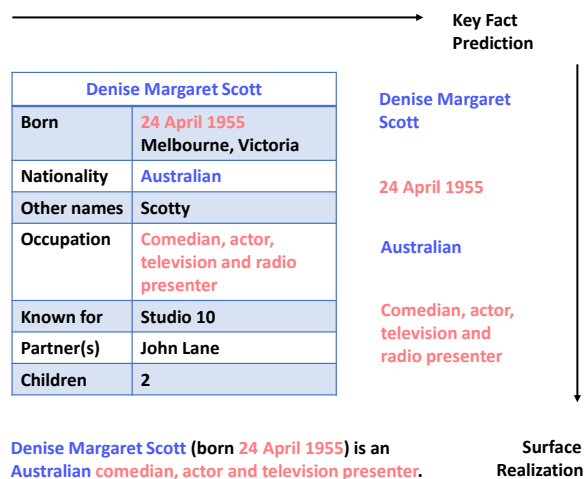 Key Fact
Prediction
Denise Margaret Scott
Born 24 April 1955
Melbourne, Victoria
Nationality Australian
Other names Scotty
Occupation Comedian, actor,
television and radio
presenter
Known for Studio 10
Partner(s) John Lane
Children 2
Denise Margaret
Scott
24 April 1955
Australian
Comedian, actor,
television and
radio presenter
Denise Margaret Scott (born 24 April 1955) is an
Australian comedian, actor and television presenter.
Surface
Realization